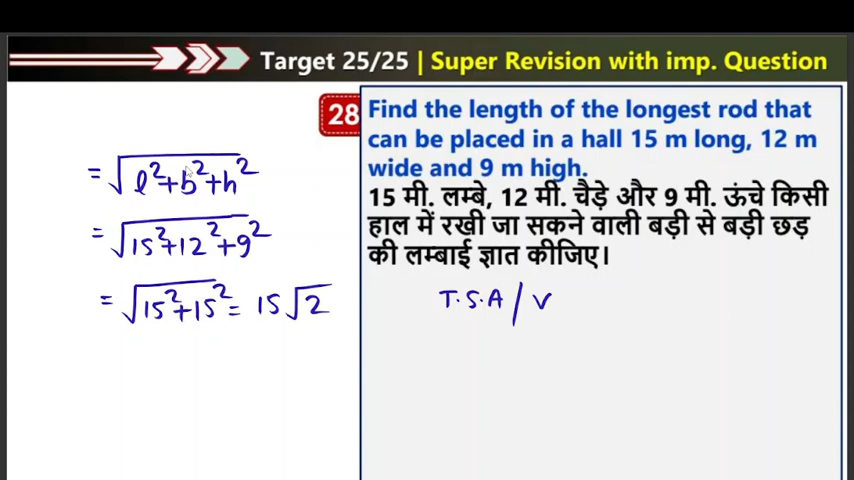 Target 25/25 | Super Revision with imp. Question
28
Find the length of the longest rod that
can be placed in a hall 15 m long, 12 m
wide and 9 m high.
15 मी. लम्बे, 12 मी. चैड़े और 9 मी. ऊंचे किसी
हाल में रखी जा सकने वाली बड़ी से बड़ी छड़
की लम्बाई ज्ञात कीजिए।
= √l²+b²+h²
= √15²+12²+9²
= √15²+15² = 15√2
T.S.A / V